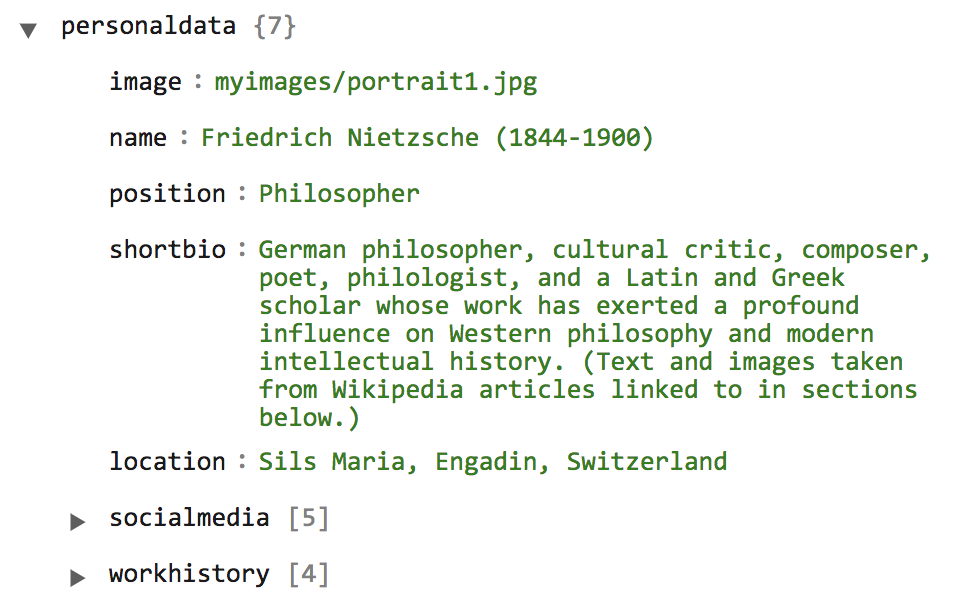 personaldata {7}
image : myimages/portrait1.jpg
name : Friedrich Nietzsche (1844-1900)
position : Philosopher
shortbio : German philosopher, cultural critic, composer,
poet, philologist, and a Latin and Greek
scholar whose work has exerted a profound
influence on Western philosophy and modern
intellectual history. (Text and images taken
from Wikipedia articles linked to in sections
below.)
location : Sils Maria, Engadin, Switzerland
socialmedia [5]
workhistory [4]